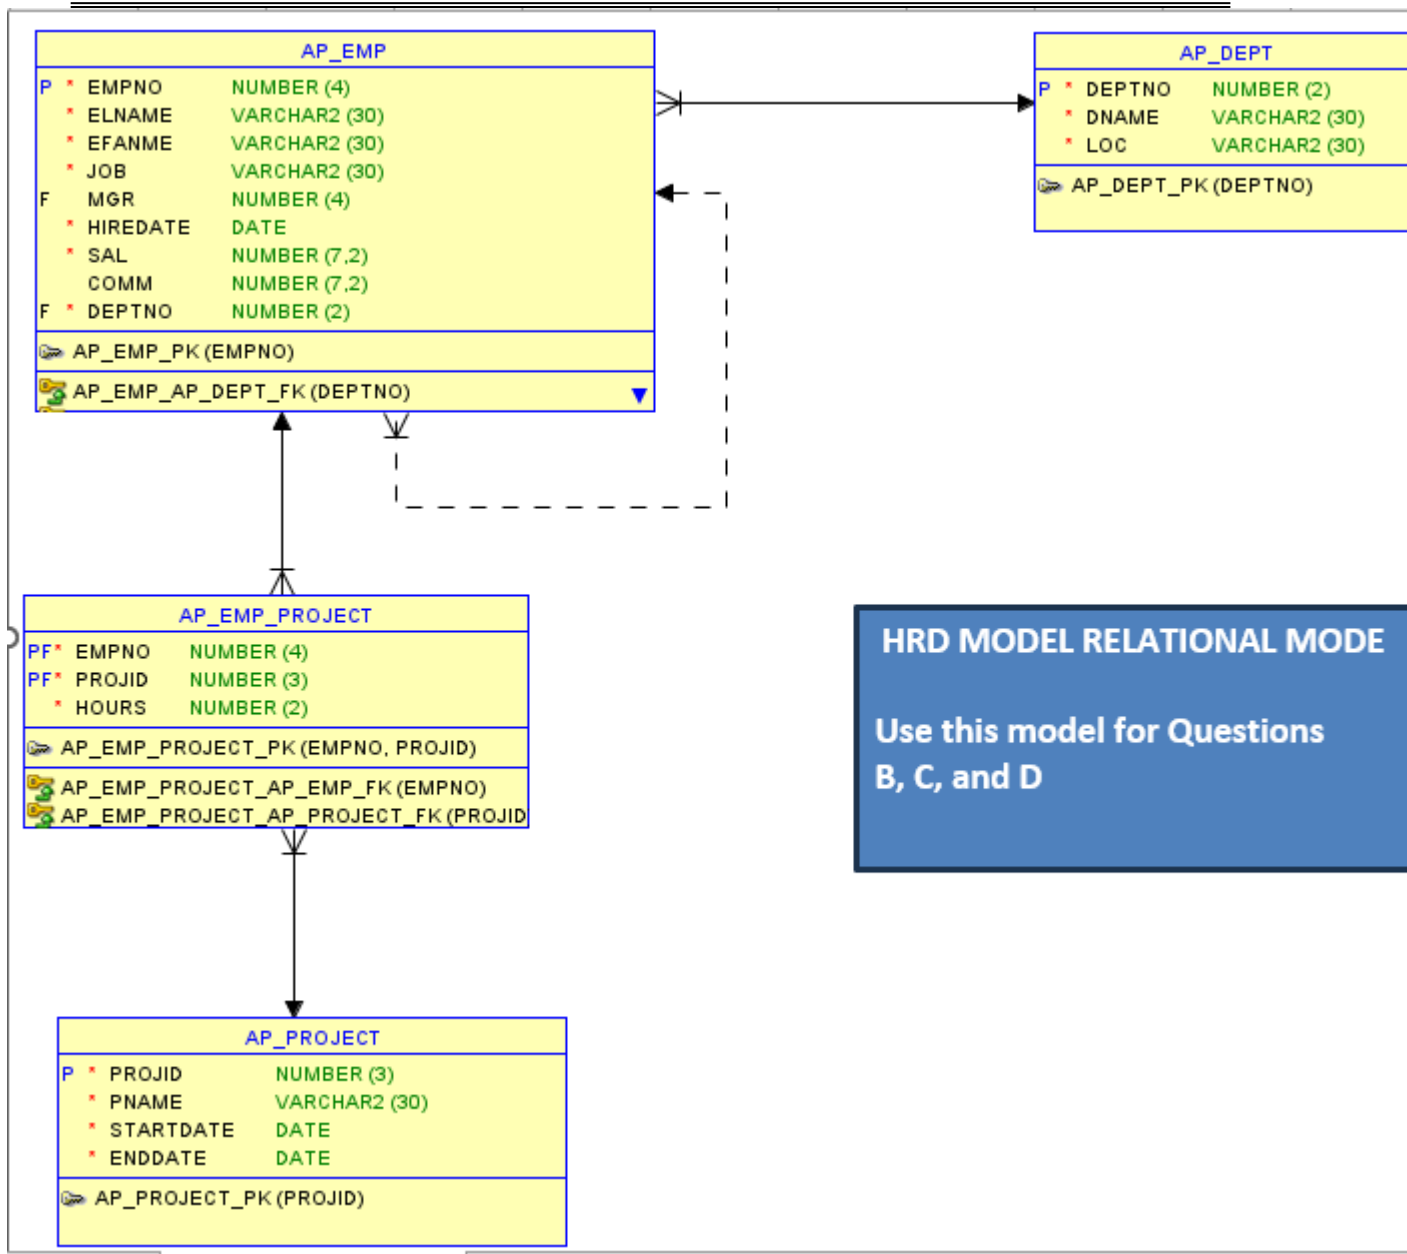 AP_EMP
P * EMPNO NUMBER (4)
* ELNAME VARCHAR2 (30)
* EFANME VARCHAR2 (30)
* JOB VARCHAR2 (30)
F MGR NUMBER (4)
* HIREDATE DATE
* SAL NUMBER (7,2)
COMM NUMBER (7,2)
F * DEPTNO NUMBER (2)
AP_EMP_PK (EMPNO)
AP_EMP_AP_DEPT_FK (DEPTNO)
AP_DEPT
P * DEPTNO NUMBER (2)
* DNAME VARCHAR2 (30)
* LOC VARCHAR2 (30)
AP_DEPT_PK (DEPTNO)
AP_EMP_PROJECT
PF* EMPNO NUMBER (4)
PF* PROJID NUMBER (3)
* HOURS NUMBER (2)
AP_EMP_PROJECT_PK (EMPNO, PROJID)
AP_EMP_PROJECT_AP_EMP_FK (EMPNO)
AP_EMP_PROJECT_AP_PROJECT_FK (PROJID
HRD MODEL RELATIONAL MODE
Use this model for Questions
B, C, and D
AP_PROJECT
P * PROJID NUMBER (3)
* PNAME VARCHAR2 (30)
* STARTDATE DATE
* ENDDATE DATE
AP_PROJECT_PK (PROJID)